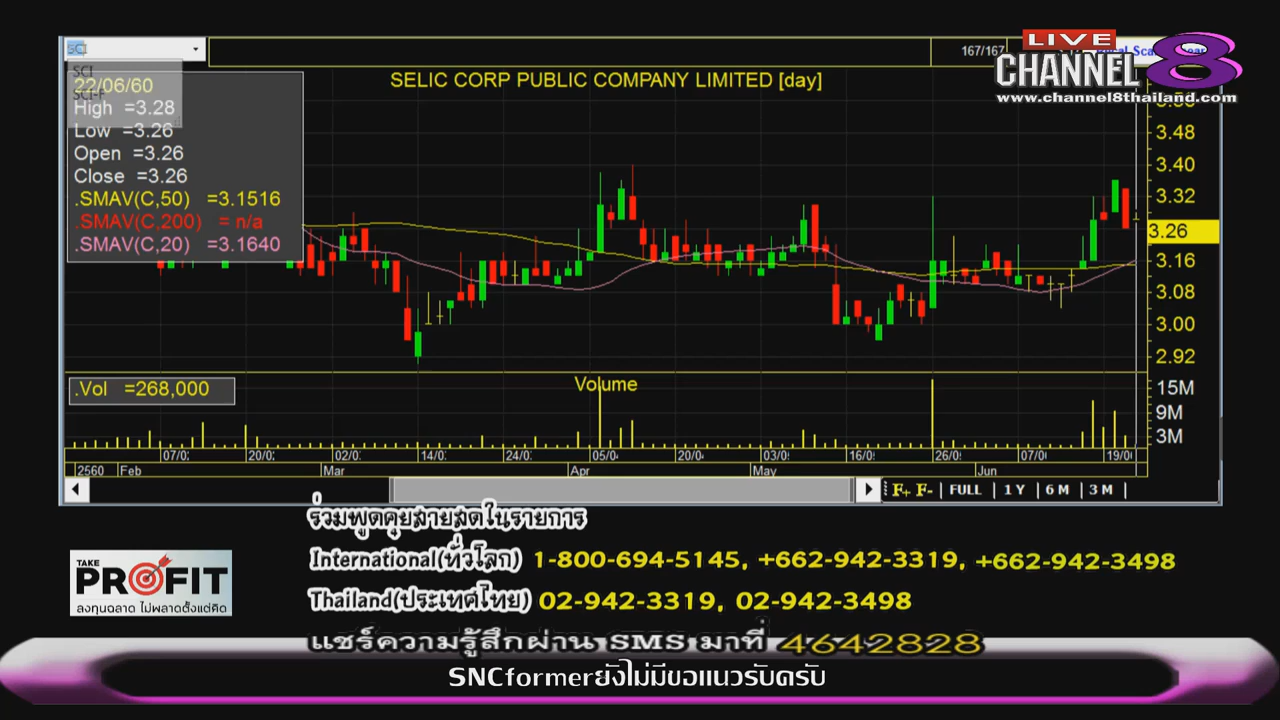 SCI
167/167
LIVE
CHANNEL 8
www.channel8thailand.com
SELIC CORP PUBLIC COMPANY LIMITED [day]
SCI
22/06/60
High =3.28
Low =3.26
Open =3.26
Close =3.26
.SMAV(C,50) =3.1516
.SMAV(C,200) = n/a
.SMAV(C,20) =3.1640
3.48
3.40
3.32
3.26
3.16
3.08
3.00
2.92
.Vol =268,000
Volume
15M
9M
3M
07/0 20/0 02/0 14/0 24/0 05/0 20/0 03/0 16/0 26/0 07/0 19/0
2560 Feb Mar Apr May Jun
F+ F- FULL 1 Y 6 M 3 M
ร่วมพูดคุยสายสดในรายการ
International(ทั่วโลก) 1-800-694-5145, +662-942-3319, +662-942-3498
TAKE PROFIT
ลงทุนฉลาด ไม่พลาดตั้งแต่คิด
Thailand(ประเทศไทย) 02-942-3319, 02-942-3498
แชร์ความรู้สึกผ่าน SMS มาที่ 4642828
SNCformerยังไม่มีขอแนวรับครับ